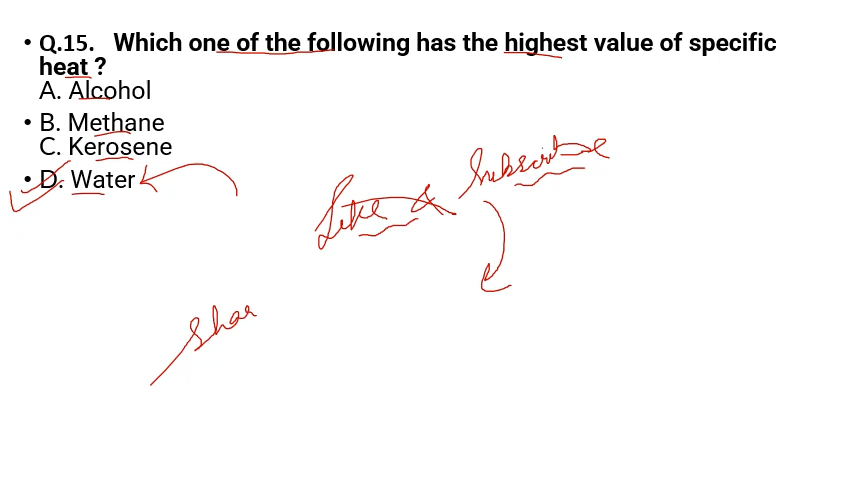 • Q.15. Which one of the following has the highest value of specific
heat ?
A. Alcohol
• B. Methane
C. Kerosene
• D. Water
Like & Subscribe
Shar